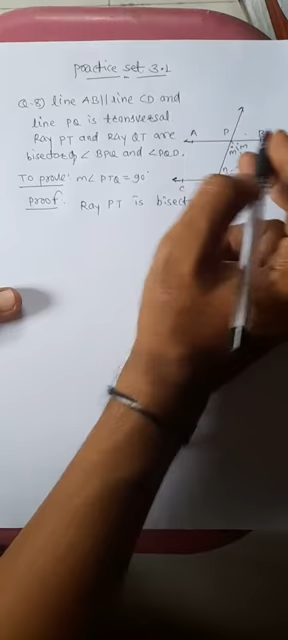 Practice set 3.1
Q.8) line AB || line CD and
line PQ is transversal
Ray PT and Ray QT are
bisector of ∠BPQ and ∠PQD.
To prove: m∠PTQ = 90°
Proof: Ray PT is bisect
A P B
m m
n
C